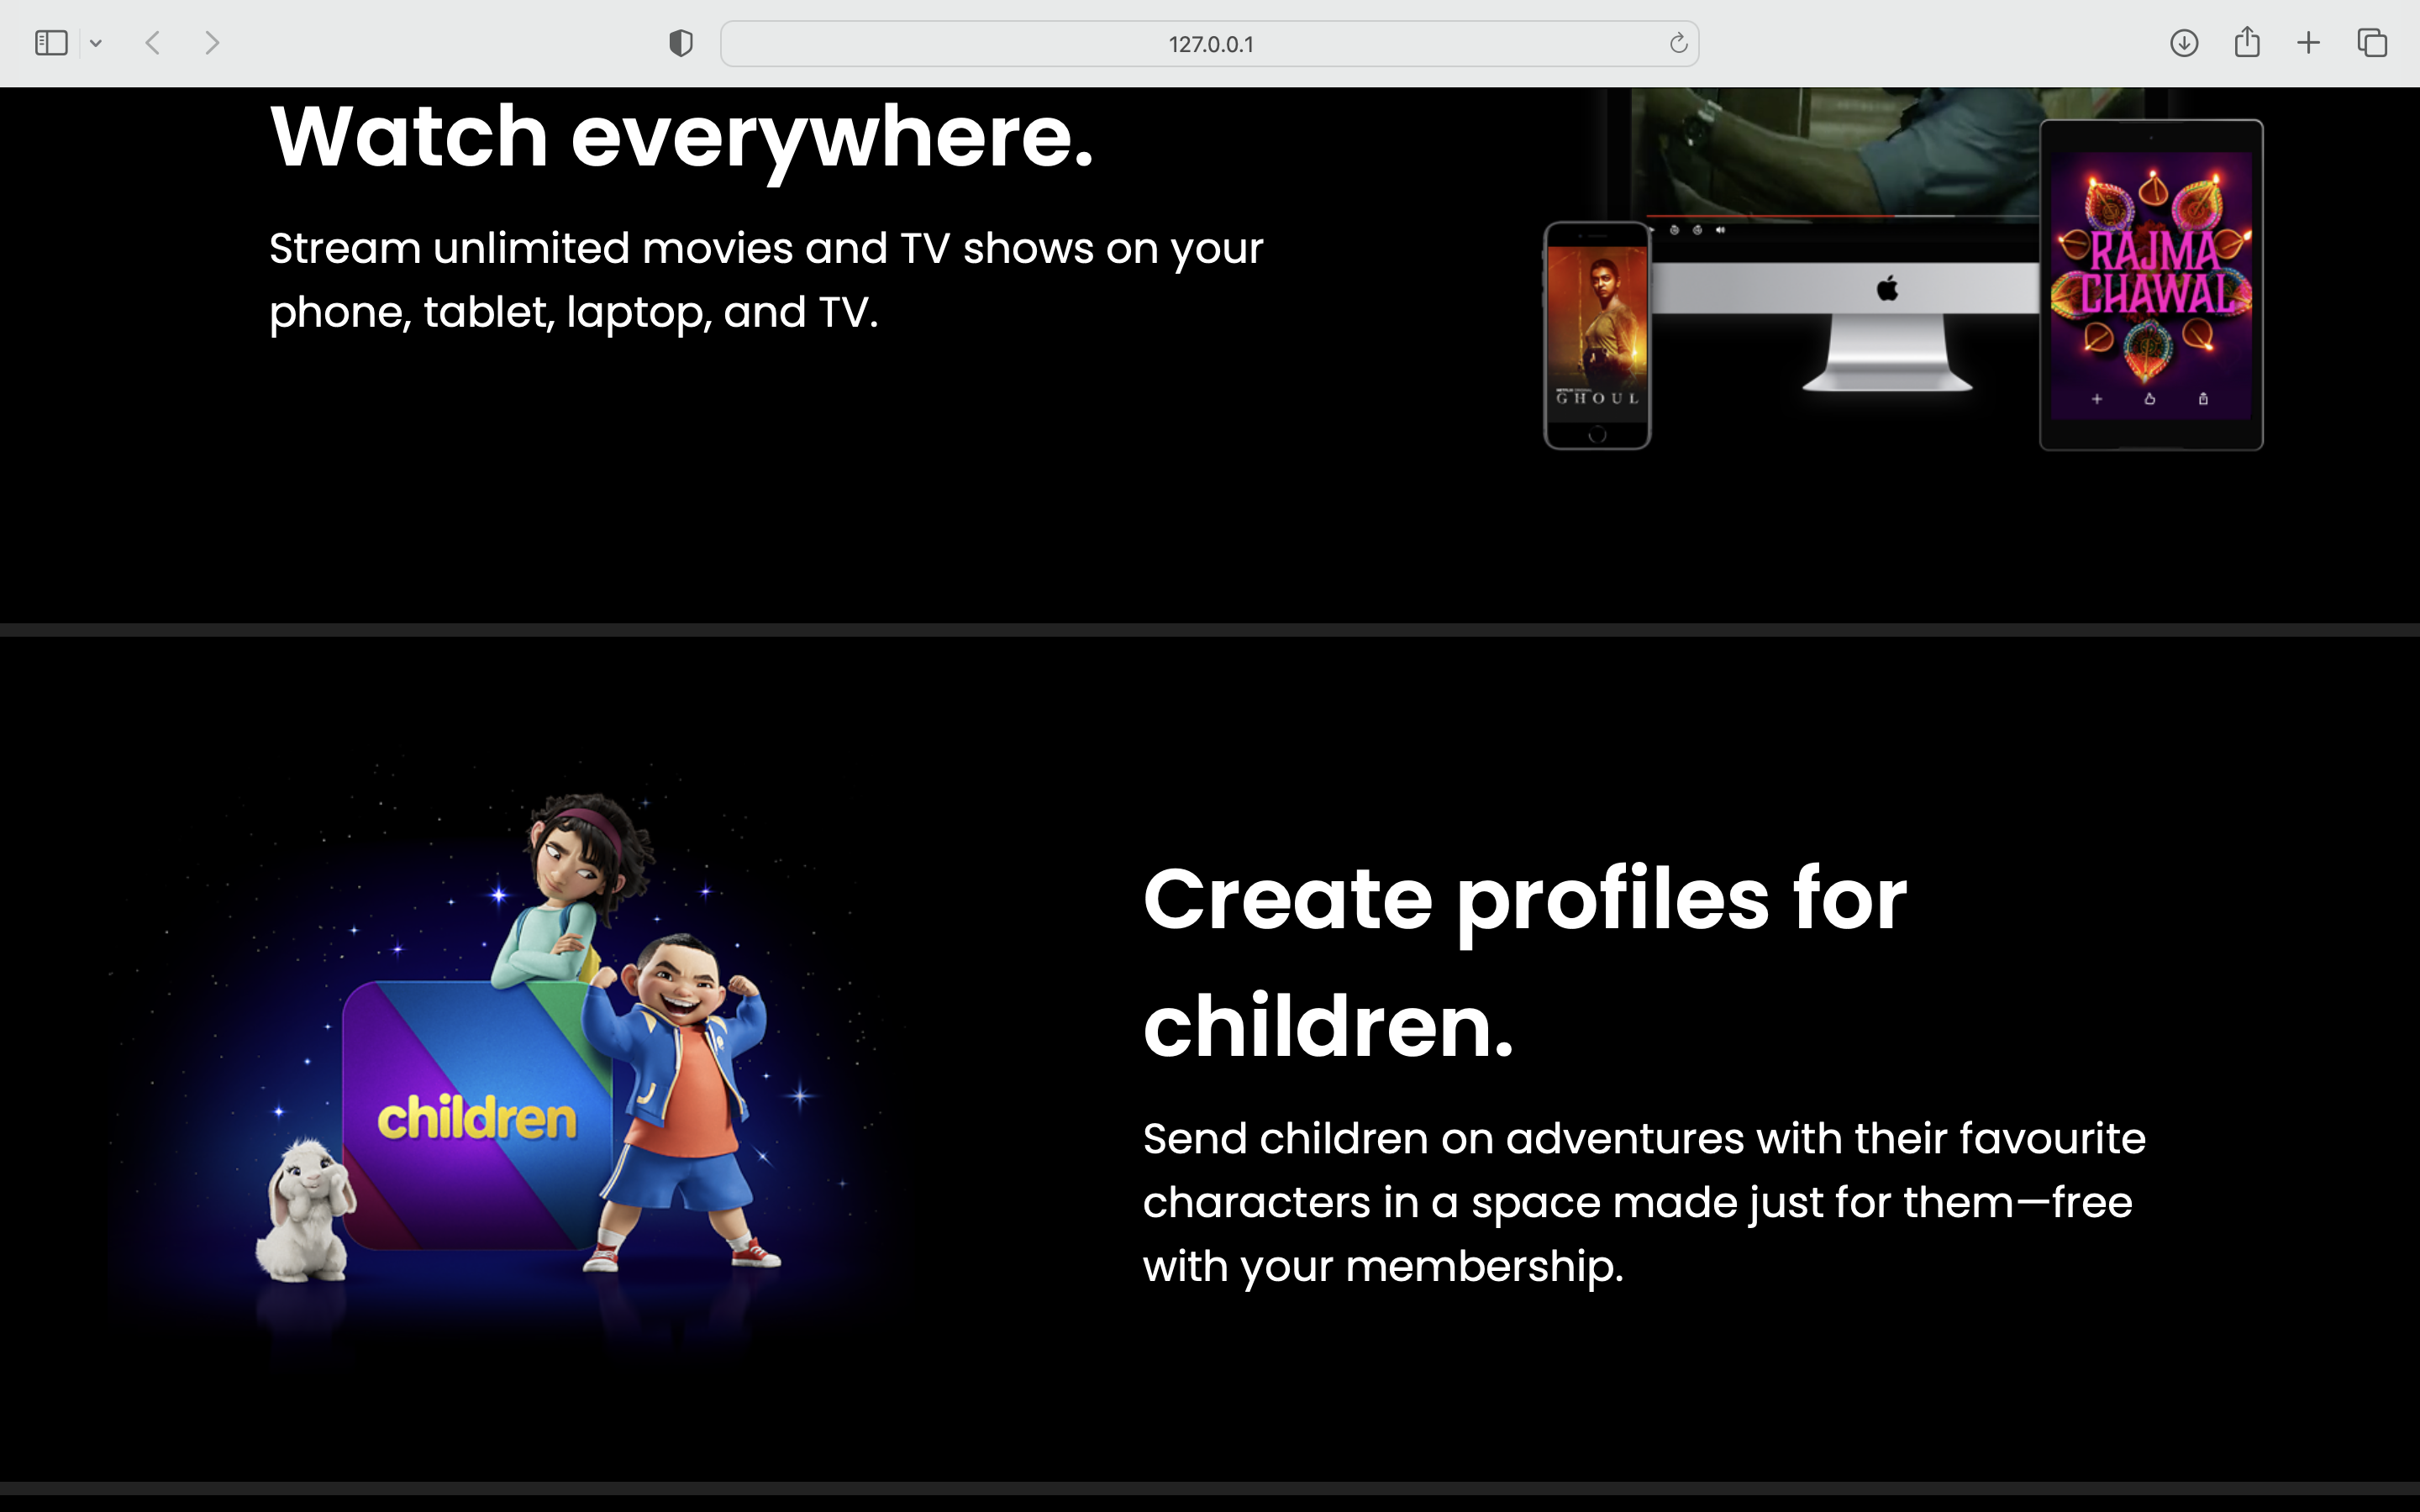 127.0.0.1
Watch everywhere.
Stream unlimited movies and TV shows on your
phone, tablet, laptop, and TV.
GHOUL
RAJMA
CHAWAL
children
Create profiles for
children.
Send children on adventures with their favourite
characters in a space made just for them—free
with your membership.